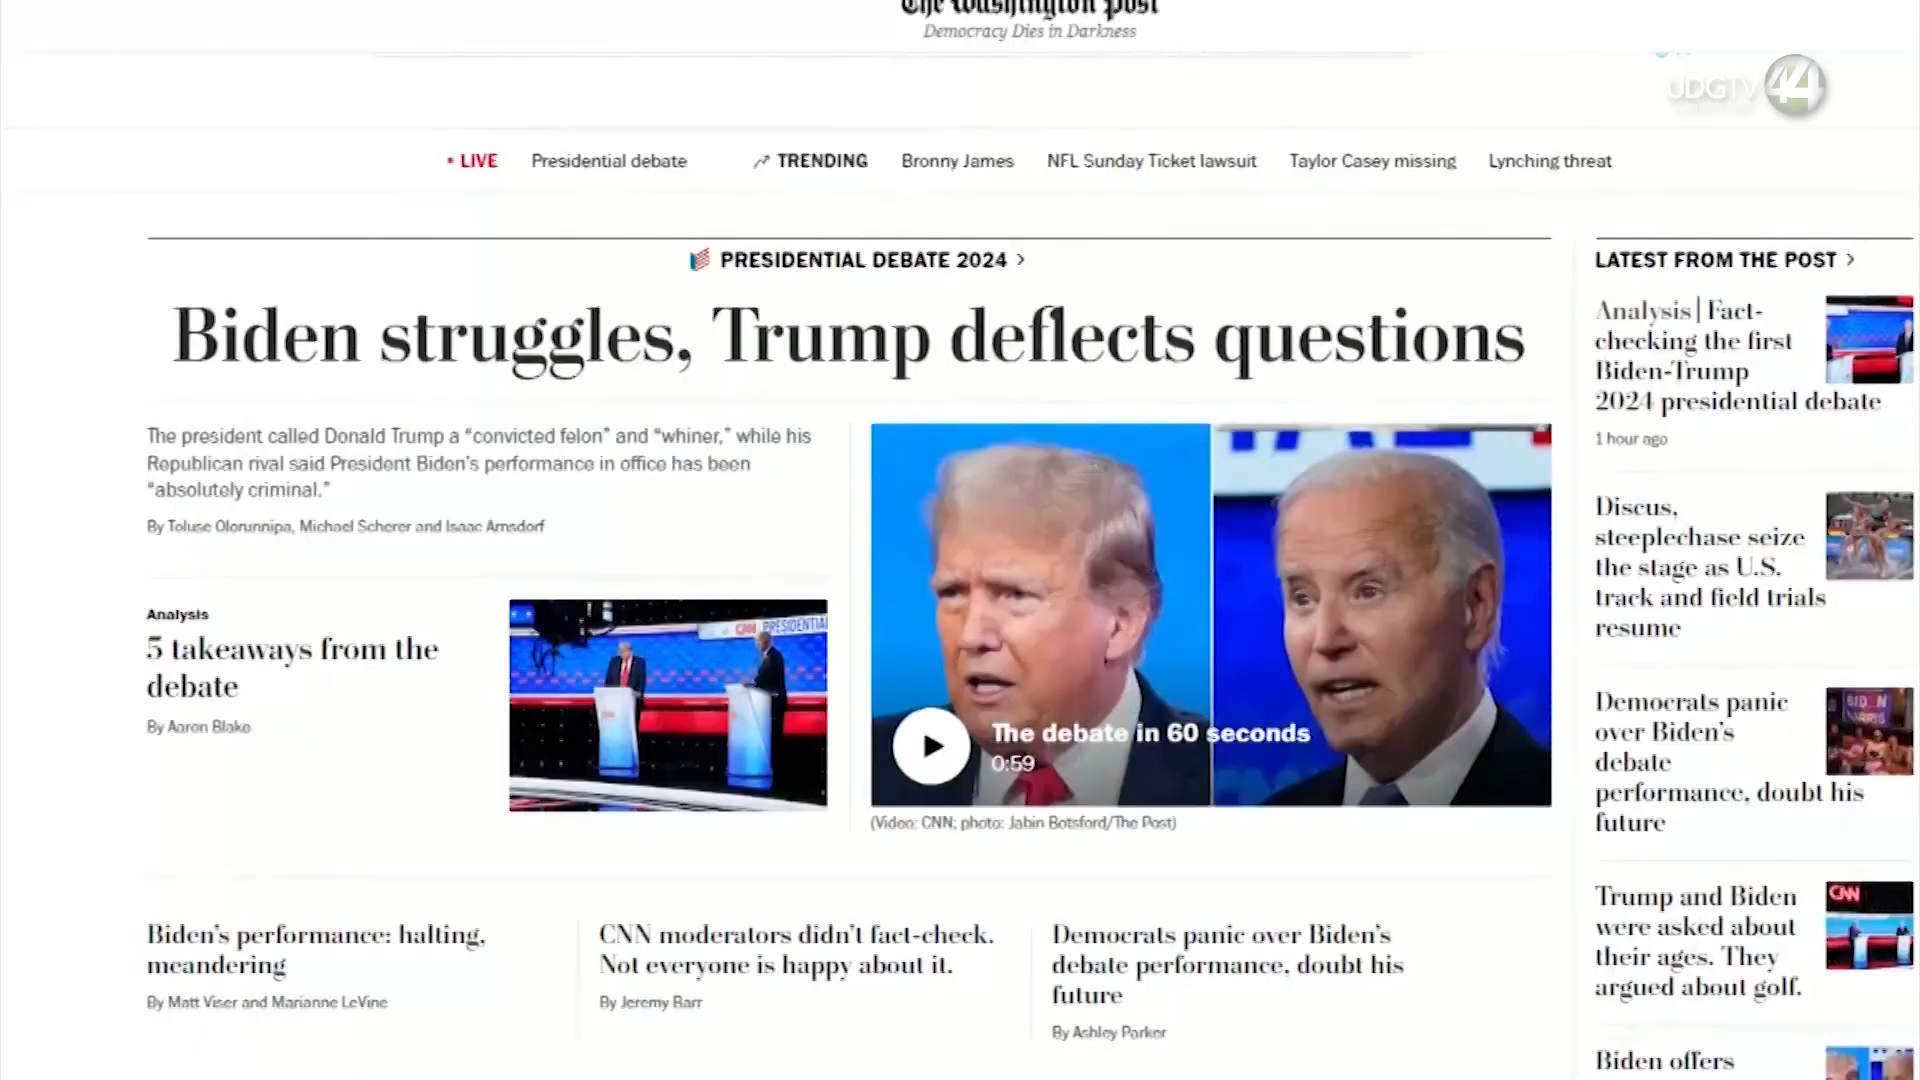 The Washington Post
Democracy Dies in Darkness
UDGTV 44
LIVE
Presidential debate
TRENDING
Bronny James
NFL Sunday Ticket lawsuit
Taylor Casey missing
Lynching threat
PRESIDENTIAL DEBATE 2024 >
Biden struggles, Trump deflects questions
The president called Donald Trump a “convicted felon” and “whiner,” while his
Republican rival said President Biden’s performance in office has been
“absolutely criminal.”
By Toluse Olorunnipa, Michael Scherer and Isaac Arnsdorf
Analysis
5 takeaways from the
debate
By Aaron Blake
CNN PRESIDENTIAL
The debate in 60 seconds
0:59
(Video: CNN; photo: Jabin Botsford/The Post)
Biden’s performance: halting,
meandering
By Matt Viser and Marianne LeVine
CNN moderators didn’t fact-check.
Not everyone is happy about it.
By Jeremy Barr
Democrats panic over Biden’s
debate performance, doubt his
future
By Ashley Parker
LATEST FROM THE POST >
Analysis | Fact-
checking the first
Biden-Trump
2024 presidential debate
1 hour ago
Discus,
steeplechase seize
the stage as U.S.
track and field trials
resume
Democrats panic
over Biden’s
debate
performance, doubt his
future
BIDEN
HARRIS
Trump and Biden
were asked about
their ages. They
argued about golf.
CNN
Biden offers